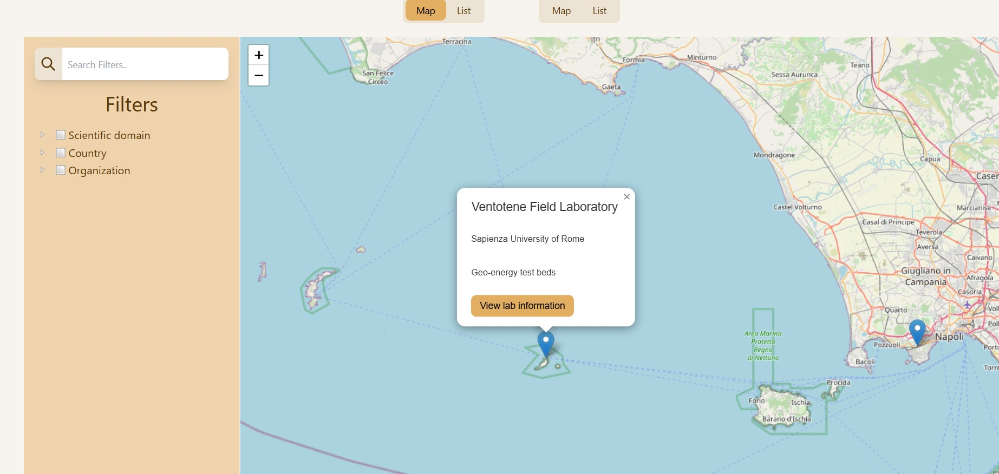 Map List Map List
Search Filters..
Filters
Scientific domain
Country
Organization
+
−
Terracina
Itri
Formia
Minturno
Teano
San Felice
Circeo
Sessa Aurunca
Gaeta
Mondragone
Capua
Caser
Castel Volturno
Marcianise
Casal di Principe
Teverola
Aversa
Caivano
Giugliano in
Campania
Afragola
Casoria
Quarto
Voll
Poll
Napoli
Pozzuoli
Porti
Bacoli
Torre
Ventotene Field Laboratory
×
Sapienza University of Rome
Geo-energy test beds
View lab information
Area Marina
Protetta
Regno
di Nettuno
Procida
Forio
Ischia
Barano d'Ischia